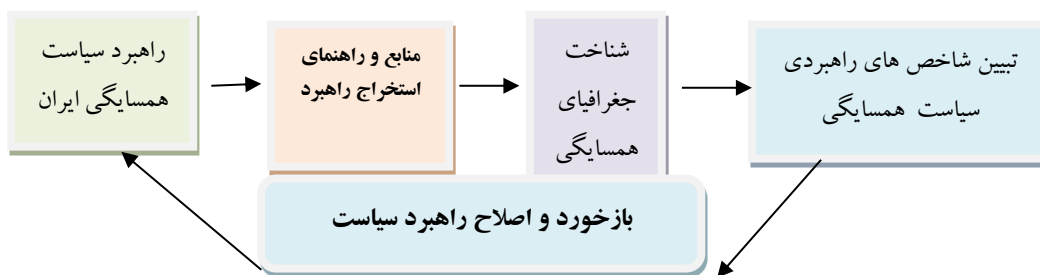 راهبرد سیاست
همسایگی ایران
منابع و راهنمای
استخراج راهبرد
شناخت
جغرافیای
همسایگی
تبیین شاخص های راهبردی
سیاست همسایگی
بازخورد و اصلاح راهبرد سیاست